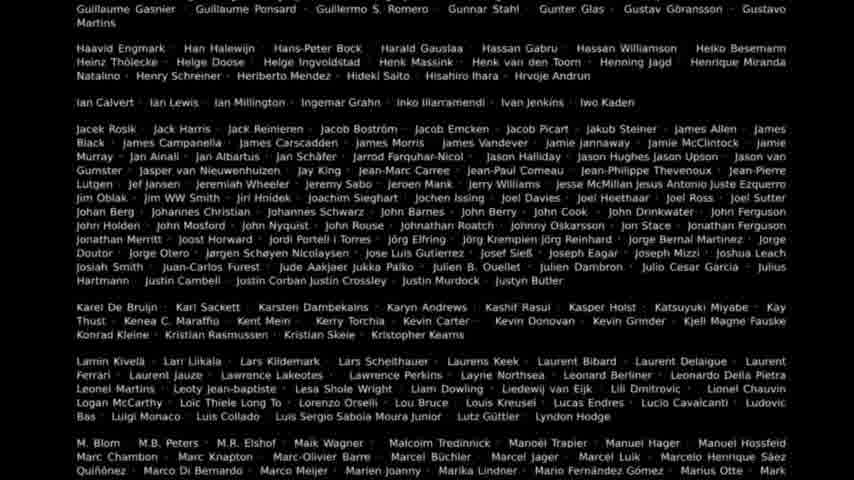 Guillaume Gasnier · Guillaume Ponsard · Guillermo S. Romero · Gunnar Stahl · Gunter Glas · Gustav Göransson · Gustavo
Martins
Haavid Engmark · Han Halewijn · Hans-Peter Bock · Harald Gauslaa · Hassan Gabru · Hassan Williamson · Heiko Besemann
Heinz Thölecke · Helge Doose · Helge Ingvoldstad · Henk Massink · Henk van den Toorn · Henning Jagd · Henrique Miranda
Natalino · Henry Schreiner · Heriberto Mendez · Hideki Saito · Hisahiro Ihara · Hrvoje Andrun
Ian Calvert · Ian Lewis · Ian Millington · Ingemar Grahn · Inko Illarramendi · Ivan Jenkins · Iwo Kaden
Jacek Rosik · Jack Harris · Jack Reinieren · Jacob Boström · Jacob Emcken · Jacob Picart · Jakub Steiner · James Allen · James
Black · James Campanella · James Carscadden · James Morris · James Vandever · Jamie Jannaway · Jamie McClintock · Jamie
Murray · Jan Ainali · Jan Albartus · Jan Schäfer · Jarrod Farquhar-Nicol · Jason Halliday · Jason Hughes Jason Upson · Jason van
Gumster · Jasper van Nieuwenhuizen · Jay King · Jean-Marc Carree · Jean-Paul Comeau · Jean-Philippe Thevenoux · Jean-Pierre
Lutgen · Jef Jansen · Jeremiah Wheeler · Jeremy Sabo · Jeroen Mank · Jerry Williams · Jesse McMillan Jesus Antonio Juste Ezquerro
Jim Oblak · Jim WW Smith · Jiri Hnídek · Joachim Sieghart · Jochen Issing · Joel Davies · Joel Heethaar · Joel Ross · Joel Sutter
Johan Berg · Johannes Christian · Johannes Schwarz · John Barnes · John Berry · John Cook · John Drinkwater · John Ferguson
John Holden · John Mosford · John Nyquist · John Rouse · Johnathan Roatch · Johnny Oskarsson · Jon Stace · Jonathan Ferguson
Jonathan Merritt · Joost Horward · Jordi Portell i Torres · Jörg Elfring · Jörg Krempien Jörg Reinhard · Jorge Bernal Martinez · Jorge
Doutor · Jorge Otero · Jørgen Schøyen Nicolaysen · Jose Luis Gutierrez · Josef Sieß · Joseph Eagar · Joseph Mizzi · Joshua Leach
Josiah Smith · Juan-Carlos Furest · Jude Aakjaer Jukka Palko · Julien B. Ouellet · Julien Dambron · Julio Cesar Garcia · Julius
Hartmann · Justin Cambell · Jostin Corban Justin Crossley · Justin Murdock · Justyn Butler
Karel De Bruijn · Karl Sackett · Karsten Dambekalns · Karyn Andrews · Kashif Rasul · Kasper Holst · Katsuyuki Miyabe · Kay
Thust · Kenea C. Maraffio · Kent Mein · Kerry Torchia · Kevin Carter · Kevin Donovan · Kevin Grinder · Kjell Magne Fauske
Konrad Kleine · Kristian Rasmussen · Kristian Skeie · Kristopher Kearns
Lamin Kivelä · Lari Liikala · Lars Kildemark · Lars Scheithauer · Laurens Keek · Laurent Bibard · Laurent Delaigue · Laurent
Ferrari · Laurent Jauze · Lawrence Lakeotes · Lawrence Perkins · Layne Northsea · Leonard Berliner · Leonardo Della Pietra
Leonel Martins · Leoty Jean-baptiste · Lesa Shole Wright · Liam Dowling · Liedewij van Eijk · Lili Dmitrovic · Lionel Chauvin
Logan McCarthy · Loïc Thiele Long To · Lorenzo Orselli · Lou Bruce · Louis Kreusel · Lucas Endres · Lucio Cavalcanti · Ludovic
Bas · Luigi Monaco · Luis Collado · Luis Sergio Saboia Moura Junior · Lutz Güttler · Lyndon Hodge
M. Blom · M.B. Peters · M.R. Elshof · Maik Wagner · Malcolm Tredinnick · Manoël Trapier · Manuel Hager · Manuel Hossfeld
Marc Chambon · Marc Knapton · Marc-Olivier Barre · Marcel Büchler · Marcel Jager · Marcel Luik · Marcelo Henrique Sáez
Quiñónez · Marco Di Bernardo · Marco Meijer · Marien Joanny · Marika Lindner · Mario Fernández Gómez · Marius Otte · Mark